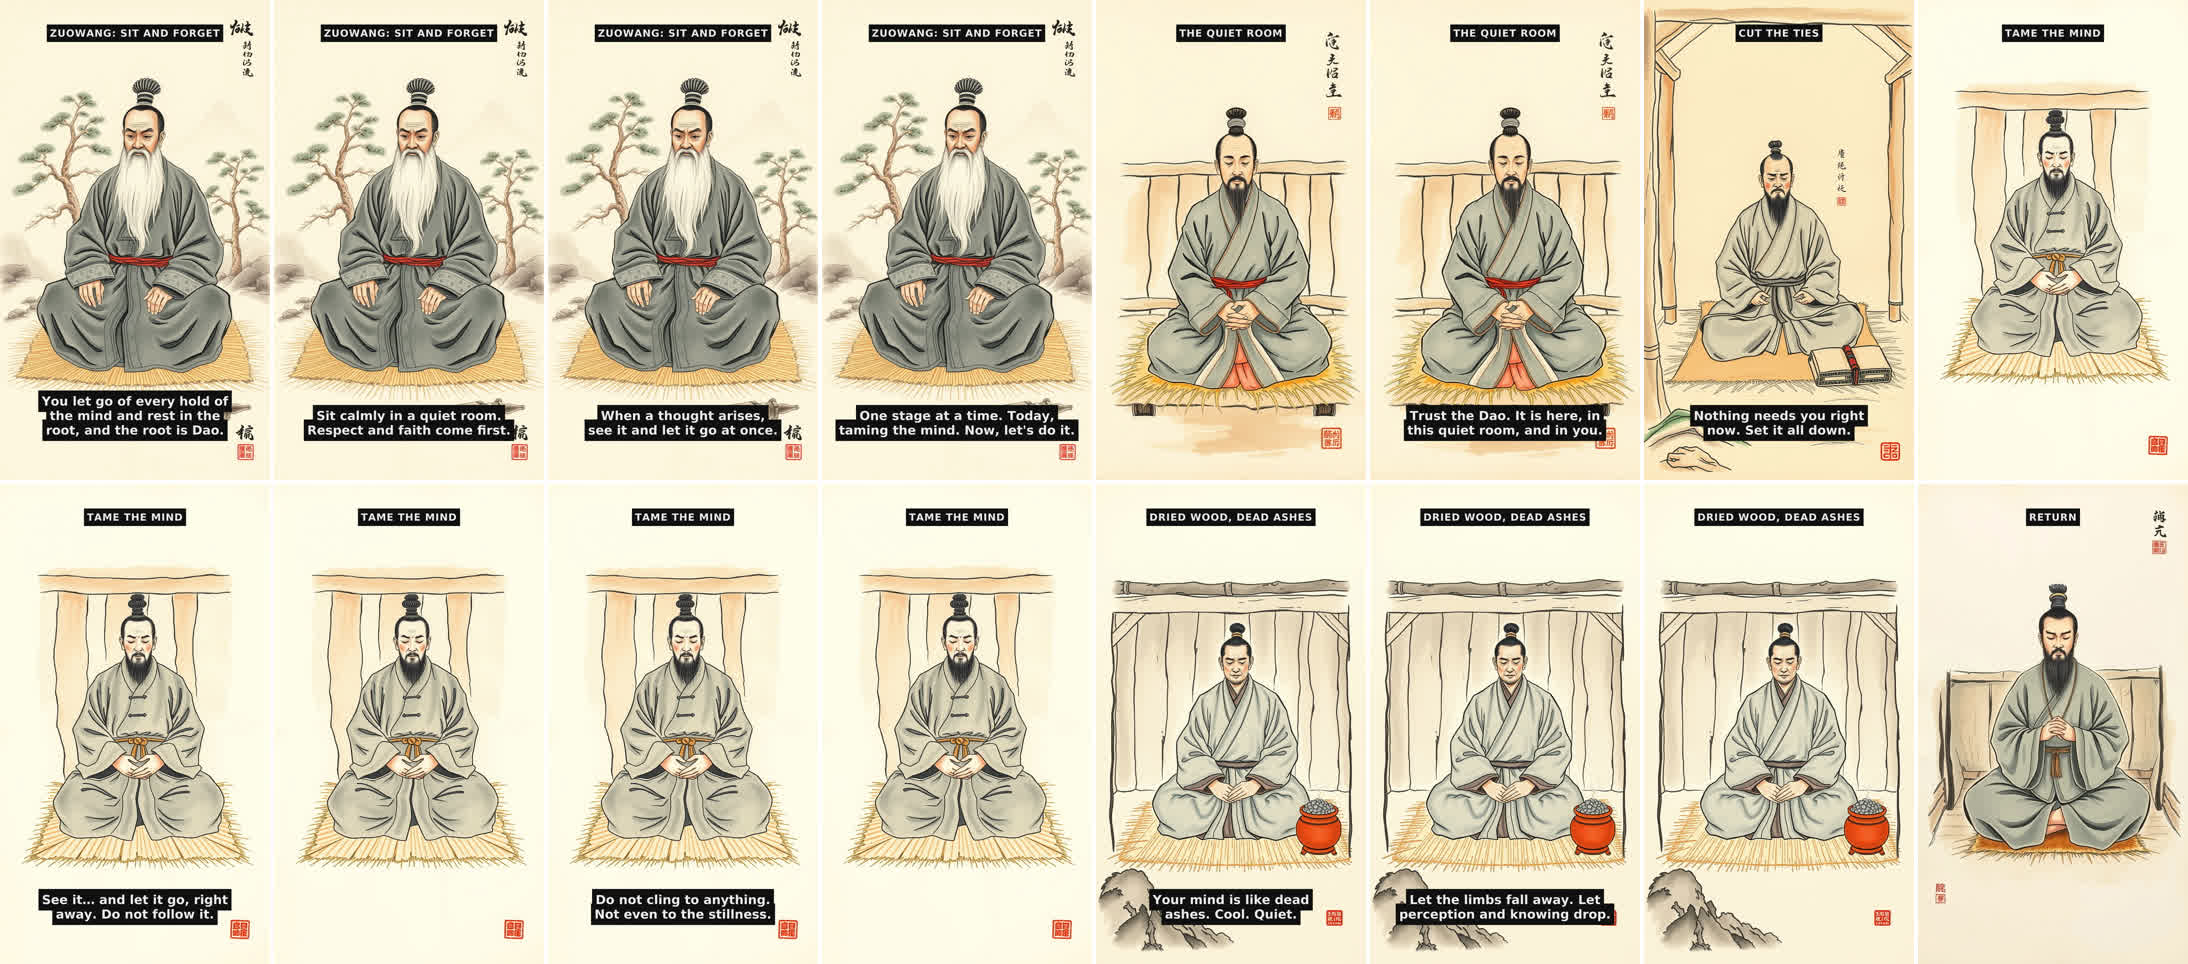 ZUOWANG: SIT AND FORGET
You let go of every hold of
the mind and rest in the
root, and the root is Dao.
ZUOWANG: SIT AND FORGET
Sit calmly in a quiet room.
Respect and faith come first.
ZUOWANG: SIT AND FORGET
When a thought arises,
see it and let it go at once.
ZUOWANG: SIT AND FORGET
One stage at a time. Today,
taming the mind. Now, let's do it.
THE QUIET ROOM
THE QUIET ROOM
Trust the Dao. It is here, in
this quiet room, and in you.
CUT THE TIES
Nothing needs you right
now. Set it all down.
TAME THE MIND
TAME THE MIND
See it... and let it go, right
away. Do not follow it.
TAME THE MIND
TAME THE MIND
Do not cling to anything.
Not even to the stillness.
TAME THE MIND
DRIED WOOD, DEAD ASHES
Your mind is like dead
ashes. Cool. Quiet.
DRIED WOOD, DEAD ASHES
Let the limbs fall away. Let
perception and knowing drop.
DRIED WOOD, DEAD ASHES
RETURN